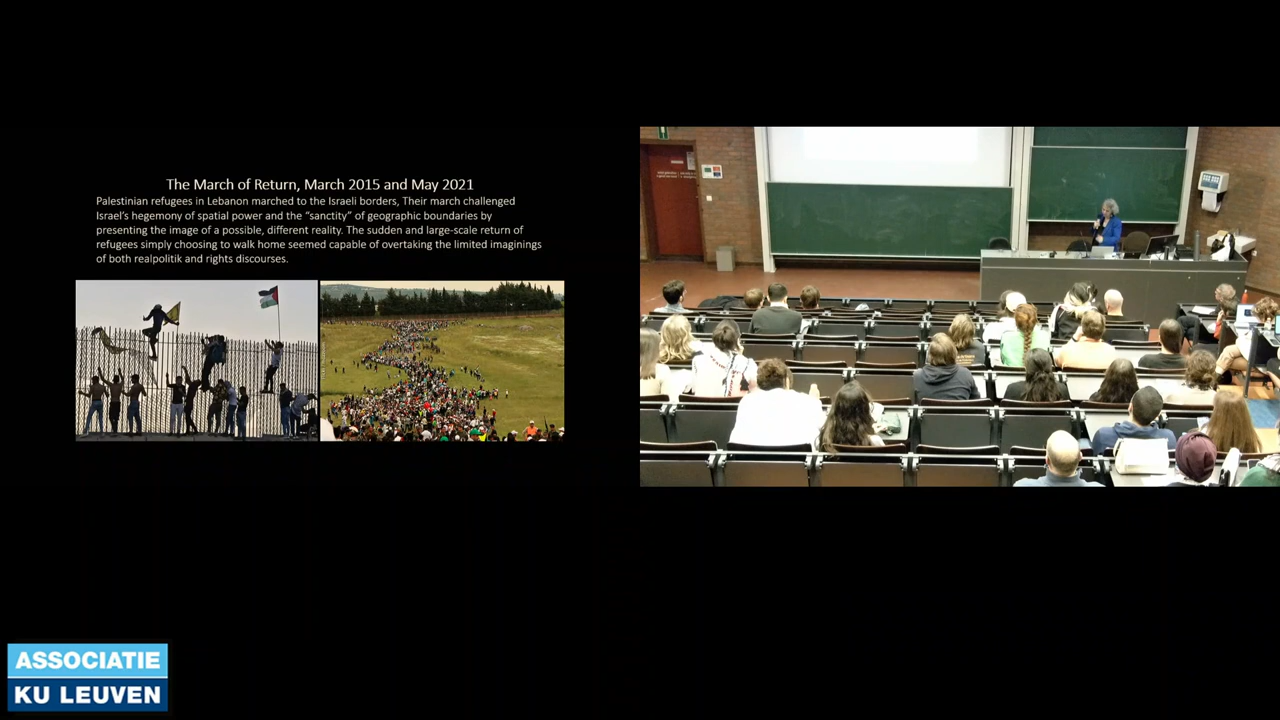 The March of Return, March 2015 and May 2021
Palestinian refugees in Lebanon marched to the Israeli borders, Their march challenged
Israel's hegemony of spatial power and the "sanctity" of geographic boundaries by
presenting the image of a possible, different reality. The sudden and large-scale return of
refugees simply choosing to walk home seemed capable of overtaking the limited imaginings
of both realpolitik and rights discourses.
ASSOCIATIE
KU LEUVEN